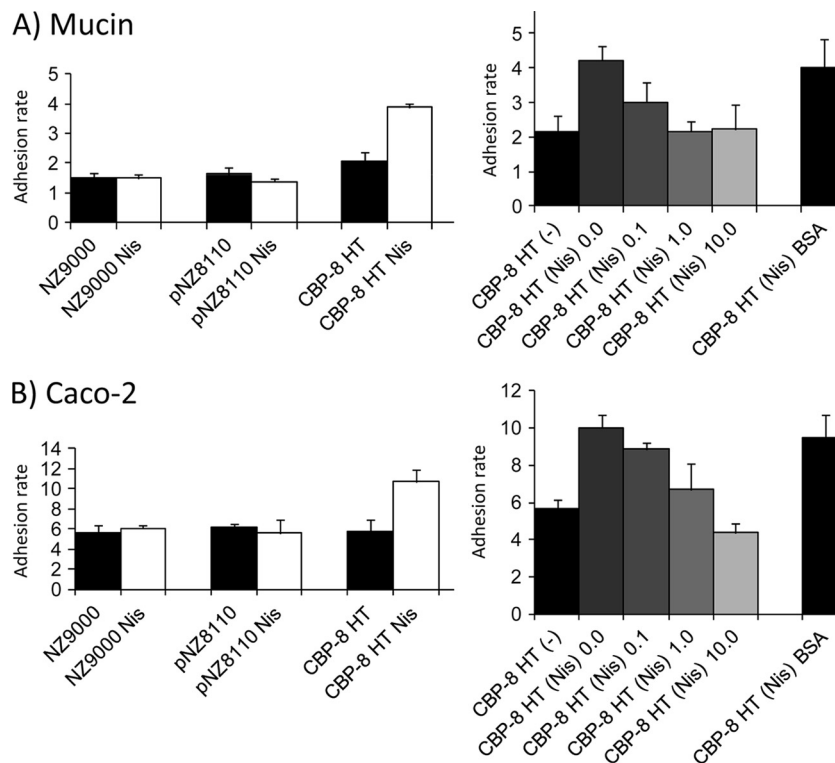 A) Mucin
Adhesion rate
5
4
3
2
1
0
NZ9000
NZ9000 Nis
pNZ8110
pNZ8110 Nis
CBP-8 HT
CBP-8 HT Nis
Adhesion rate
5
4
3
2
1
0
CBP-8 HT (-)
CBP-8 HT (Nis) 0.0
CBP-8 HT (Nis) 0.1
CBP-8 HT (Nis) 1.0
CBP-8 HT (Nis) 10.0
CBP-8 HT (Nis) BSA
B) Caco-2
Adhesion rate
14
12
10
8
6
4
2
0
NZ9000
NZ9000 Nis
pNZ8110
pNZ8110 Nis
CBP-8 HT
CBP-8 HT Nis
Adhesion rate
12
10
8
6
4
2
0
CBP-8 HT (-)
CBP-8 HT (Nis) 0.0
CBP-8 HT (Nis) 0.1
CBP-8 HT (Nis) 1.0
CBP-8 HT (Nis) 10.0
CBP-8 HT (Nis) BSA